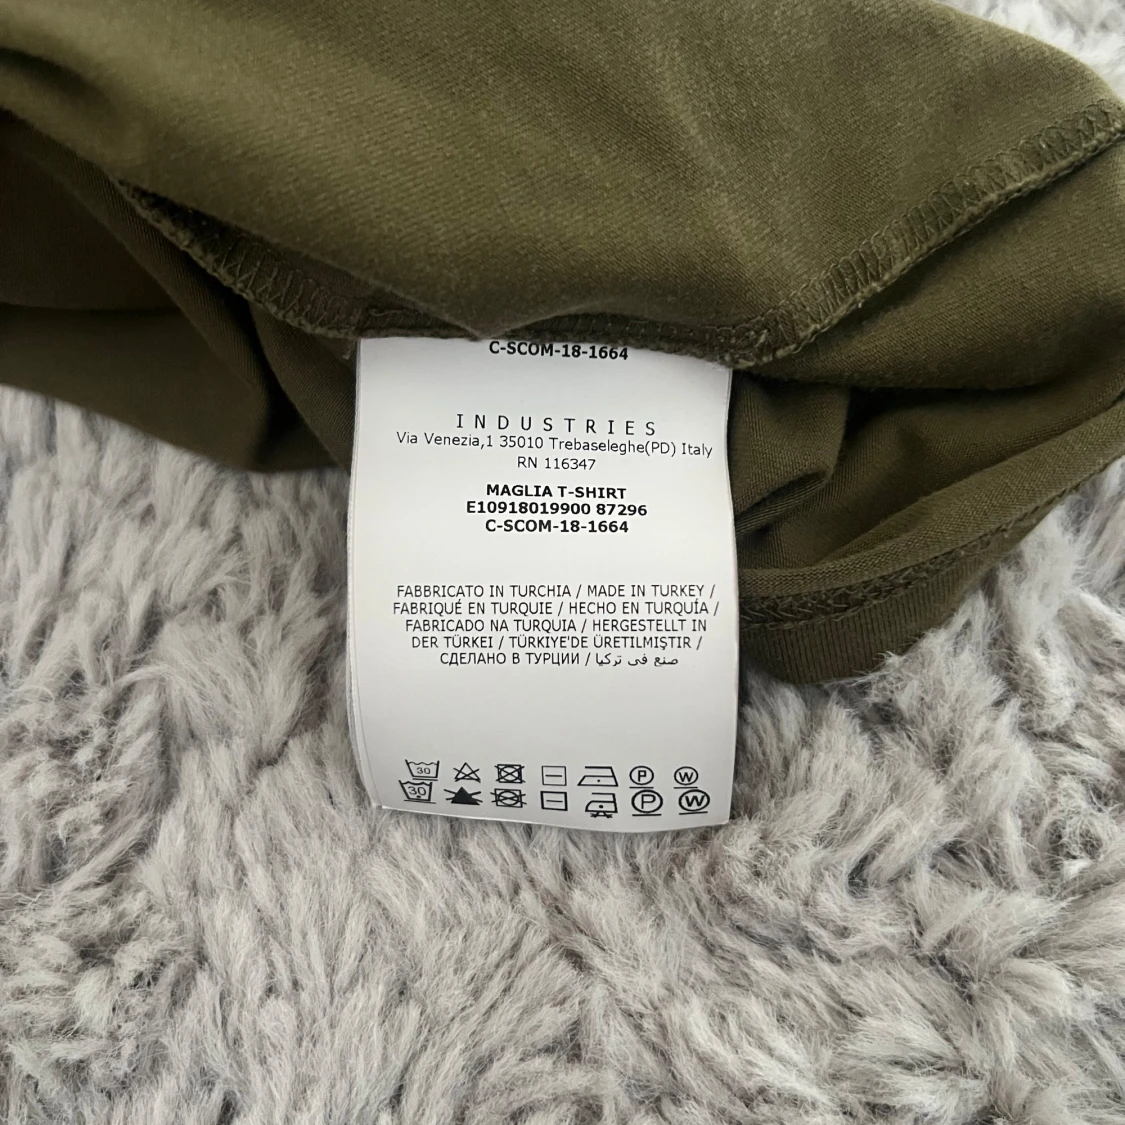 C-SCOM-18-1664
INDUSTRIES
Via Venezia,1 35010 Trebaseleghe(PD) Italy
RN 116347
MAGLIA T-SHIRT
E10918019900 87296
C-SCOM-18-1664
FABBRICATO IN TURCHIA / MADE IN TURKEY /
FABRIQUÉ EN TURQUIE / HECHO EN TURQUÍA /
FABRICADO NA TURQUIA / HERGESTELLT IN
DER TÜRKEI / TÜRKIYE'DE ÜRETILMIŞTIR /
СДЕЛАНО В ТУРЦИИ / صنع في تركيا
30 P W
30 P W